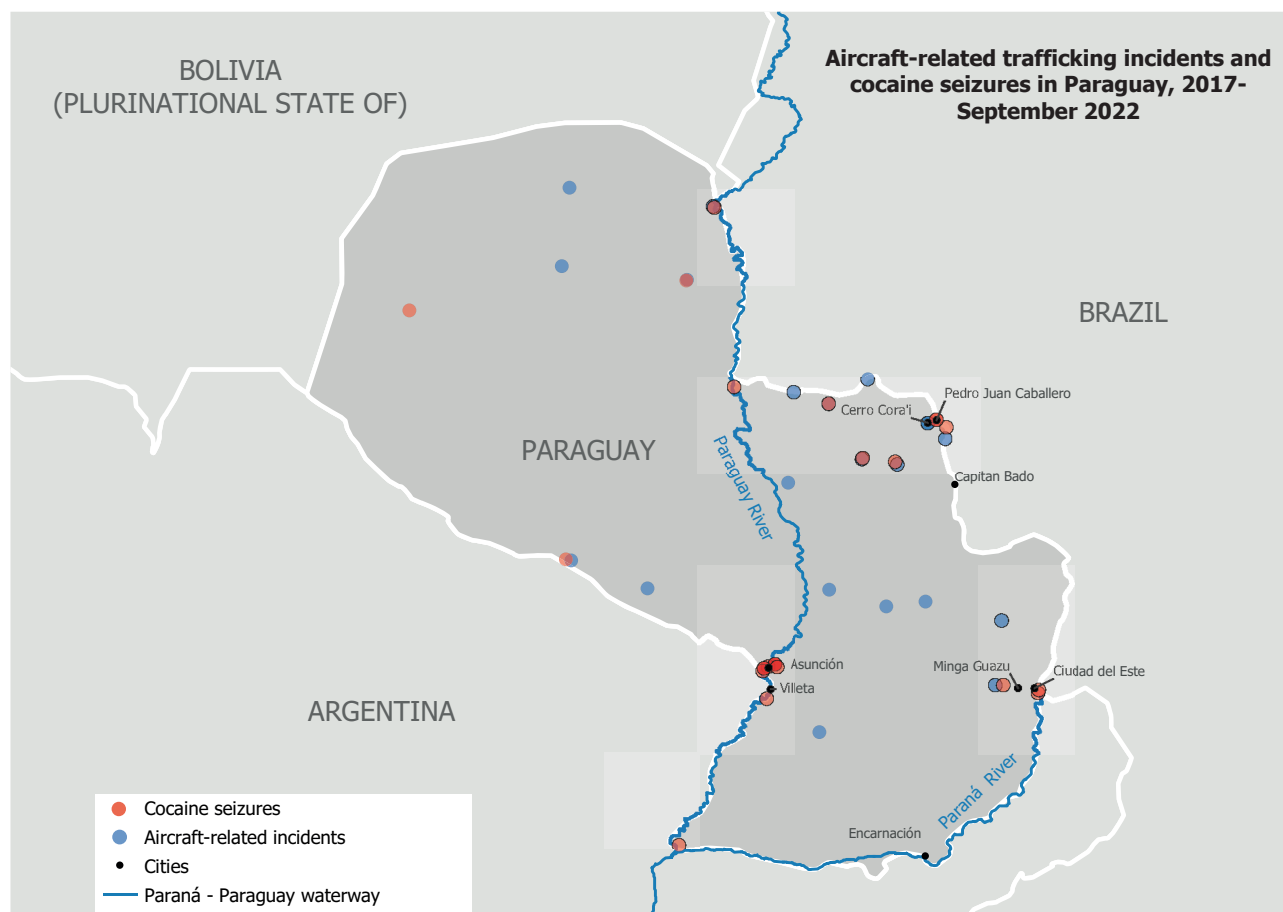 Aircraft-related trafficking incidents and
cocaine seizures in Paraguay, 2017-
September 2022
BOLIVIA
(PLURINATIONAL STATE OF)
BRAZIL
Pedro Juan Caballero
Cerro Cora'i
PARAGUAY
Paraguay River
Capitan Bado
Asunción
Minga Guazu
Ciudad del Este
Villeta
ARGENTINA
Paraná River
Encarnación
Cocaine seizures
Aircraft-related incidents
Cities
Paraná - Paraguay waterway